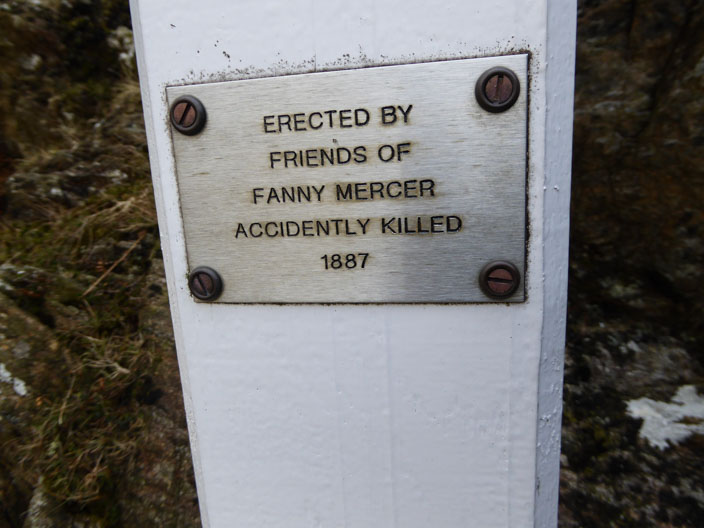 ERECTED BY
FRIENDS OF
FANNY MERCER
ACCIDENTLY KILLED
1887